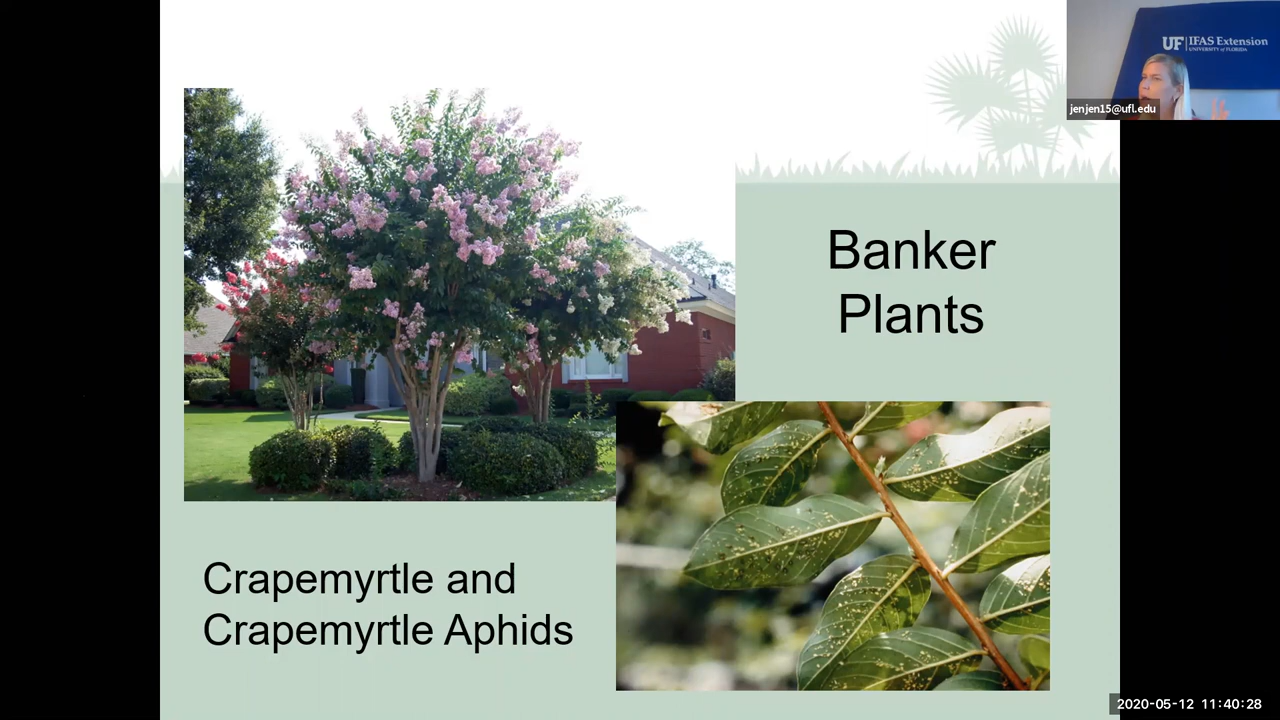 UF IFAS Extension
UNIVERSITY of FLORIDA
jenjen15@ufl.edu
Banker
Plants
Crapemyrtle and
Crapemyrtle Aphids
2020-05-12 11:40:28